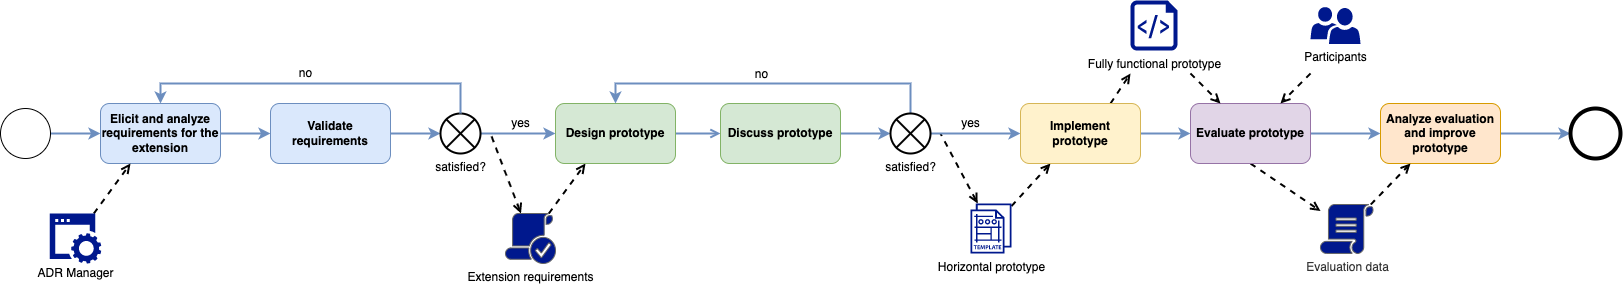 Fully functional prototype
Participants
no
no
Elicit and analyze
requirements for the
extension
Validate
requirements
satisfied?
yes
Design prototype
Discuss prototype
satisfied?
yes
Implement
prototype
Evaluate prototype
Analyze evaluation
and improve
prototype
ADR Manager
Extension requirements
TEMPLATE
Horizontal prototype
Evaluation data